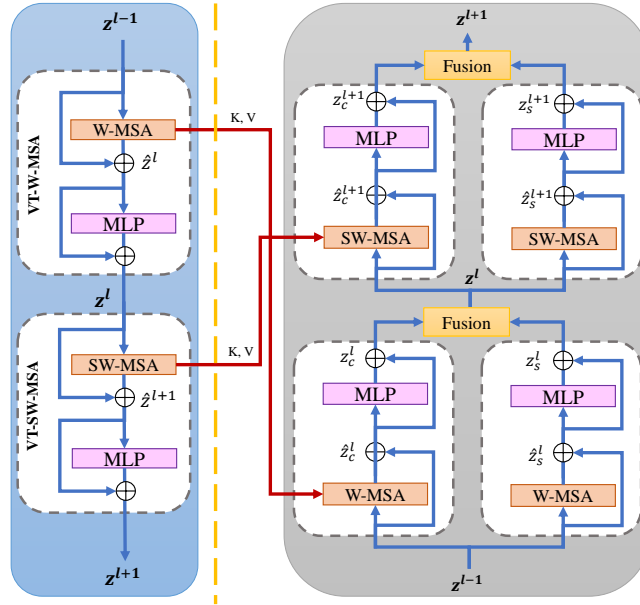 z^{l-1}
VT-W-MSA
W-MSA
K, V
ẑ^l
MLP
z^l
VT-SW-MSA
SW-MSA
K, V
ẑ^{l+1}
MLP
z^{l+1}
z^{l+1}
Fusion
z_c^{l+1}
MLP
ẑ_c^{l+1}
SW-MSA
z_s^{l+1}
MLP
ẑ_s^{l+1}
SW-MSA
z^l
Fusion
z_c^l
MLP
ẑ_c^l
W-MSA
z_s^l
MLP
ẑ_s^l
W-MSA
z^{l-1}